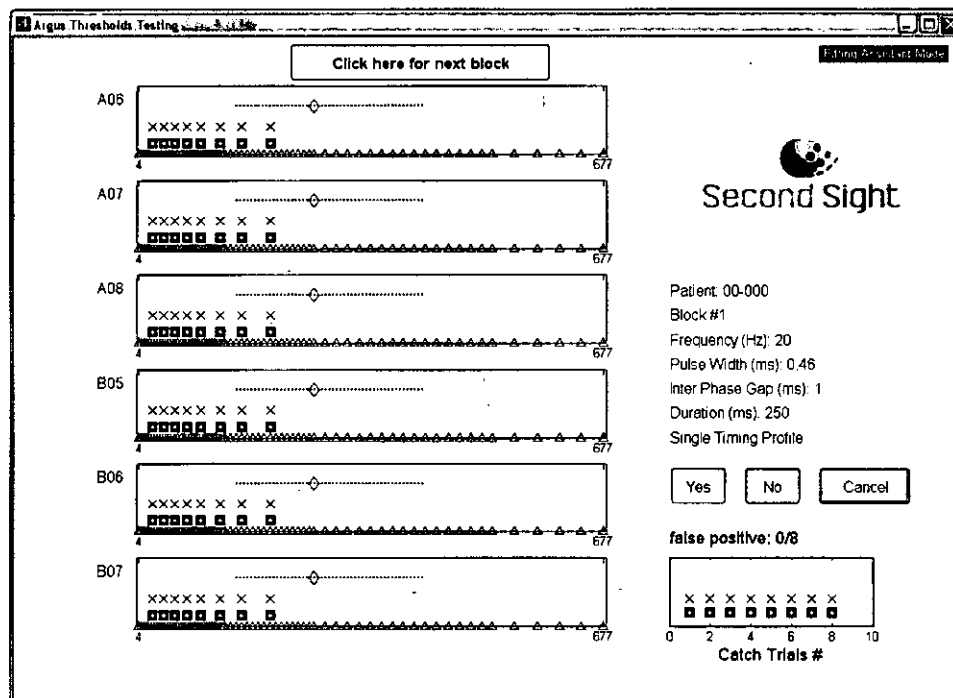 Argus Thresholds Testing
Click here for next block
A06
4
677
A07
4
677
A08
4
677
B05
4
677
B06
4
677
B07
4
677
Second Sight
Patient: 00-000
Block #1
Frequency (Hz): 20
Pulse Width (ms): 0.46
Inter Phase Gap (ms): 1
Duration (ms): 250
Single Timing Profile
Yes
No
Cancel
false positive: 0/8
0 2 4 6 8 10
Catch Trials #